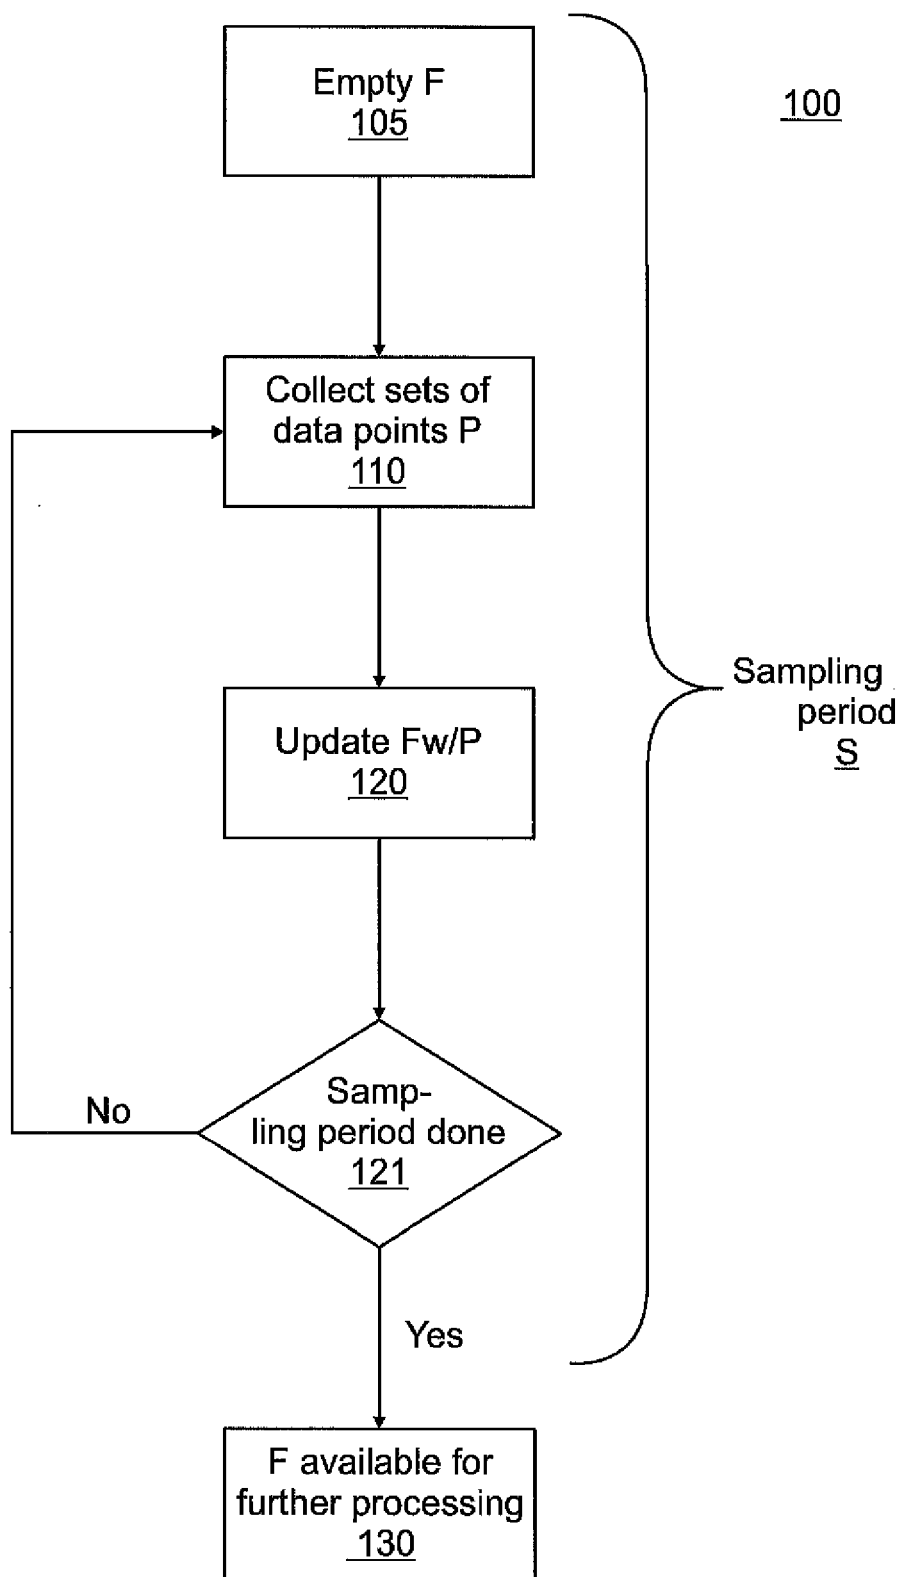 Empty F
105
100
Collect sets of
data points P
110
Update Fw/P
120
Sampling
period
S
Samp-
ling period done
121
No
Yes
F available for
further processing
130